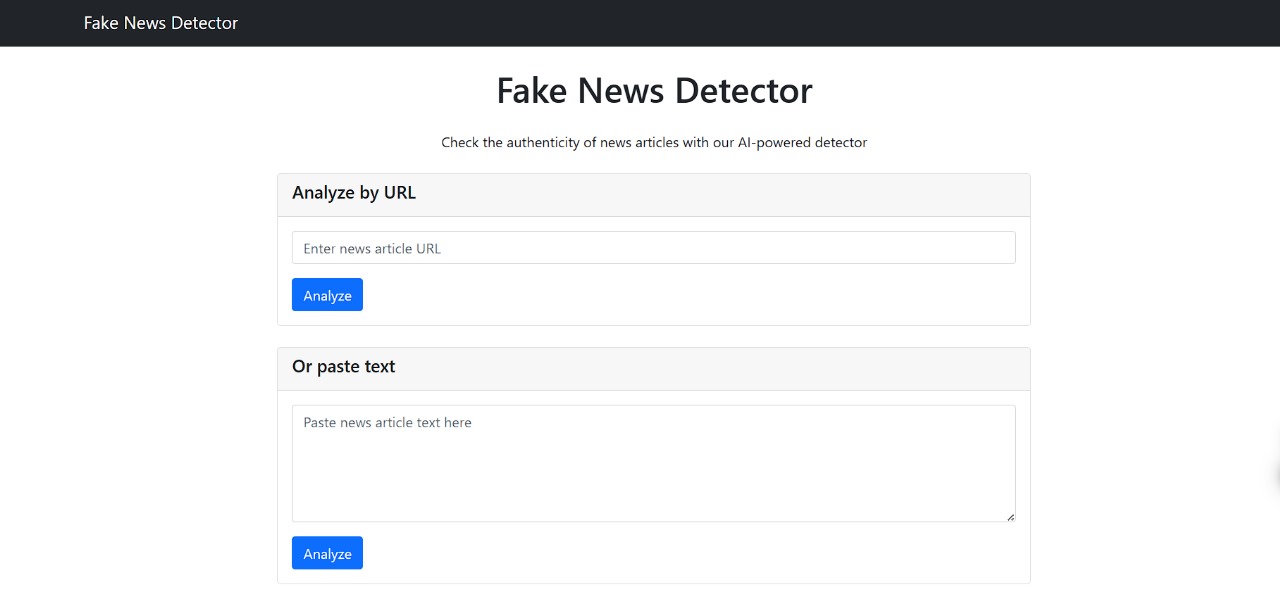 Fake News Detector
Fake News Detector
Check the authenticity of news articles with our AI-powered detector
Analyze by URL
Enter news article URL
Analyze
Or paste text
Paste news article text here
Analyze